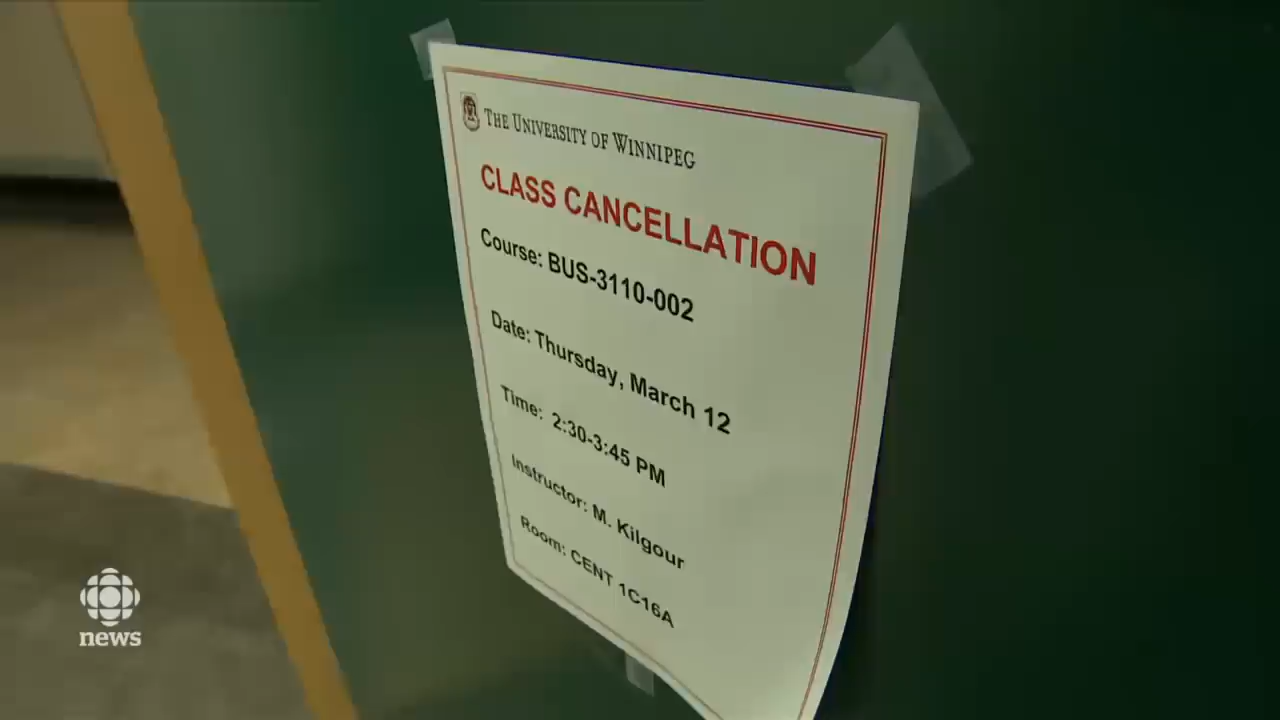 THE UNIVERSITY OF WINNIPEG
CLASS CANCELLATION
Course: BUS-3110-002
Date: Thursday, March 12
Time: 2:30-3:45 PM
Instructor: M. Kilgour
Room: CENT 1C16A
news